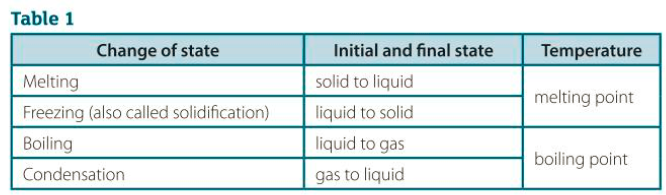 Table 1
Change of state Initial and final state Temperature
Melting solid to liquid melting point
Freezing (also called solidification) liquid to solid
Boiling liquid to gas boiling point
Condensation gas to liquid